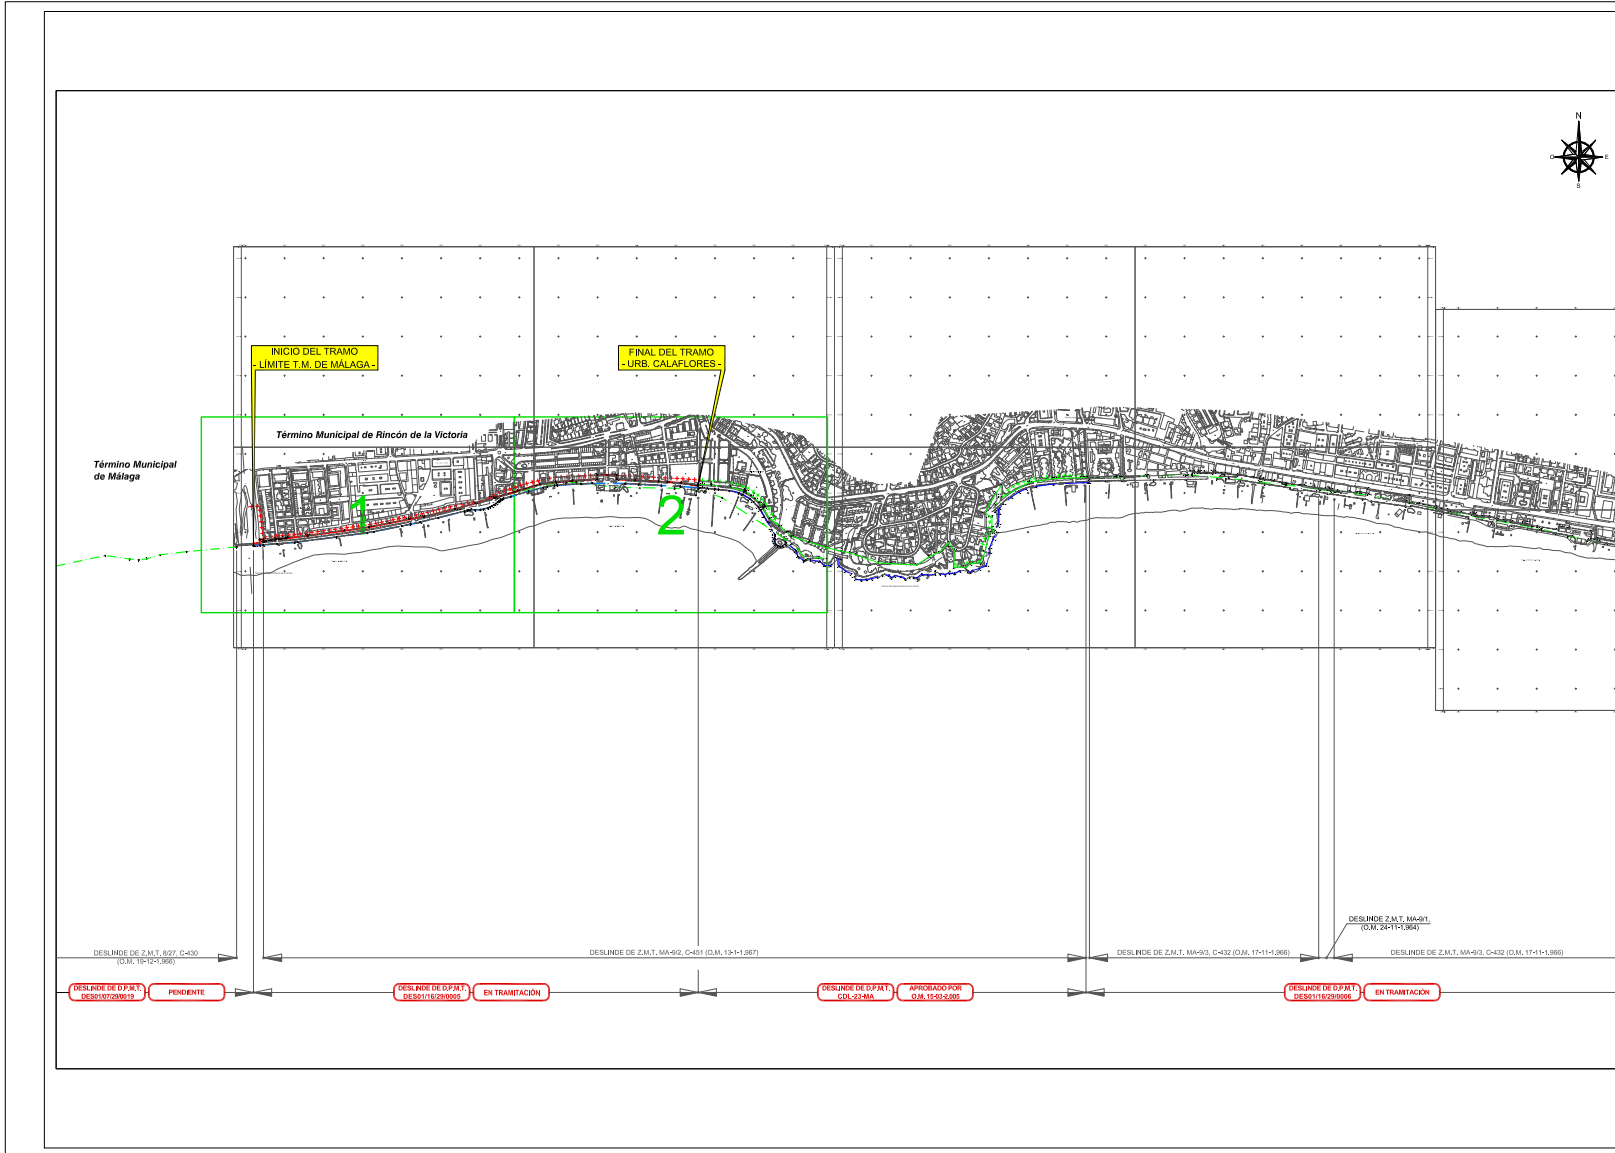 N
O
E
S
INICIO DEL TRAMO
- LÍMITE T.M. DE MÁLAGA -
FINAL DEL TRAMO
- URB. CALAFLORES -
Término Municipal de Rincón de la Victoria
Término Municipal
de Málaga
1
2
DESLINDE Z.M.T. MA-9/1,
(O.M. 24-11-1.964)
DESLINDE DE Z.M.T. 8/27, C-430
(O.M. 19-12-1.966)
DESLINDE DE Z.M.T. MA-9/2, C-451 (O.M. 13-1-1.967)
DESLINDE DE Z.M.T. MA-9/3, C-432 (O.M. 17-11-1.966)
DESLINDE DE Z.M.T. MA-9/3, C-432 (O.M. 17-11-1.966)
DESLINDE DE D.P.M.T.
DES01/07/29/0019
PENDIENTE
DESLINDE DE D.P.M.T.
DES01/16/29/0005
EN TRAMITACIÓN
DESLINDE DE D.P.M.T.
CDL-23-MA
APROBADO POR
O.M. 15-03-2.005
DESLINDE DE D.P.M.T.
DES01/16/29/0006
EN TRAMITACIÓN